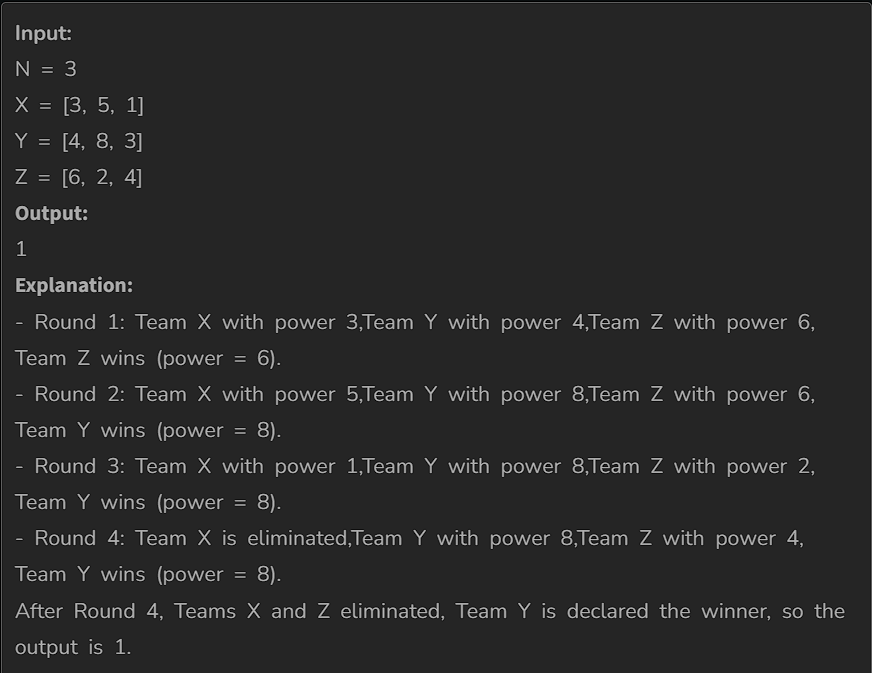 Input:
N = 3
X = [3, 5, 1]
Y = [4, 8, 3]
Z = [6, 2, 4]
Output:
1
Explanation:
- Round 1: Team X with power 3,Team Y with power 4,Team Z with power 6,
Team Z wins (power = 6).
- Round 2: Team X with power 5,Team Y with power 8,Team Z with power 6,
Team Y wins (power = 8).
- Round 3: Team X with power 1,Team Y with power 8,Team Z with power 2,
Team Y wins (power = 8).
- Round 4: Team X is eliminated,Team Y with power 8,Team Z with power 4,
Team Y wins (power = 8).
After Round 4, Teams X and Z eliminated, Team Y is declared the winner, so the
output is 1.